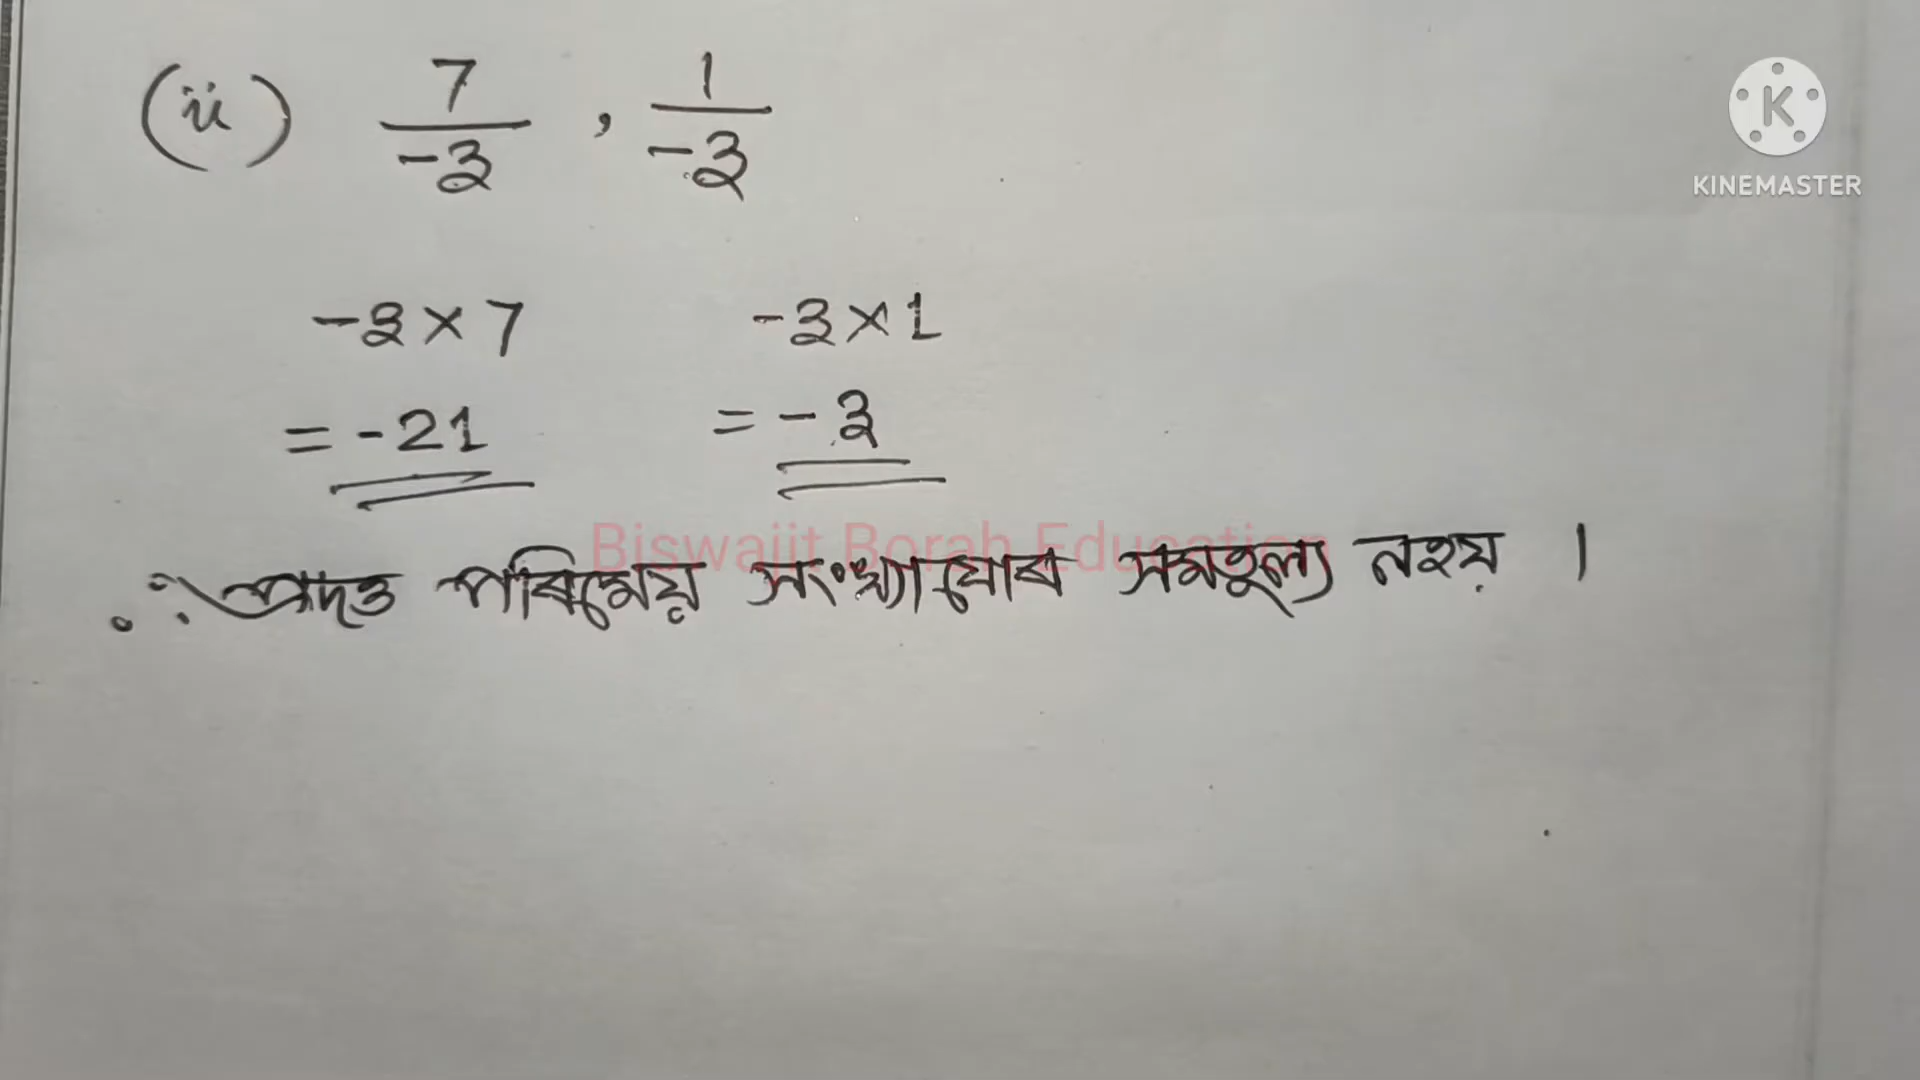 (ii) 7/-3 , 1/-3
KINEMASTER
-3 × 7 -3 × 1
= -21 = -3
Biswajit Borah Education
∴ প্ৰদত্ত পৰিমেয় সংখ্যাযোৰ সমতুল্য নহয় ।